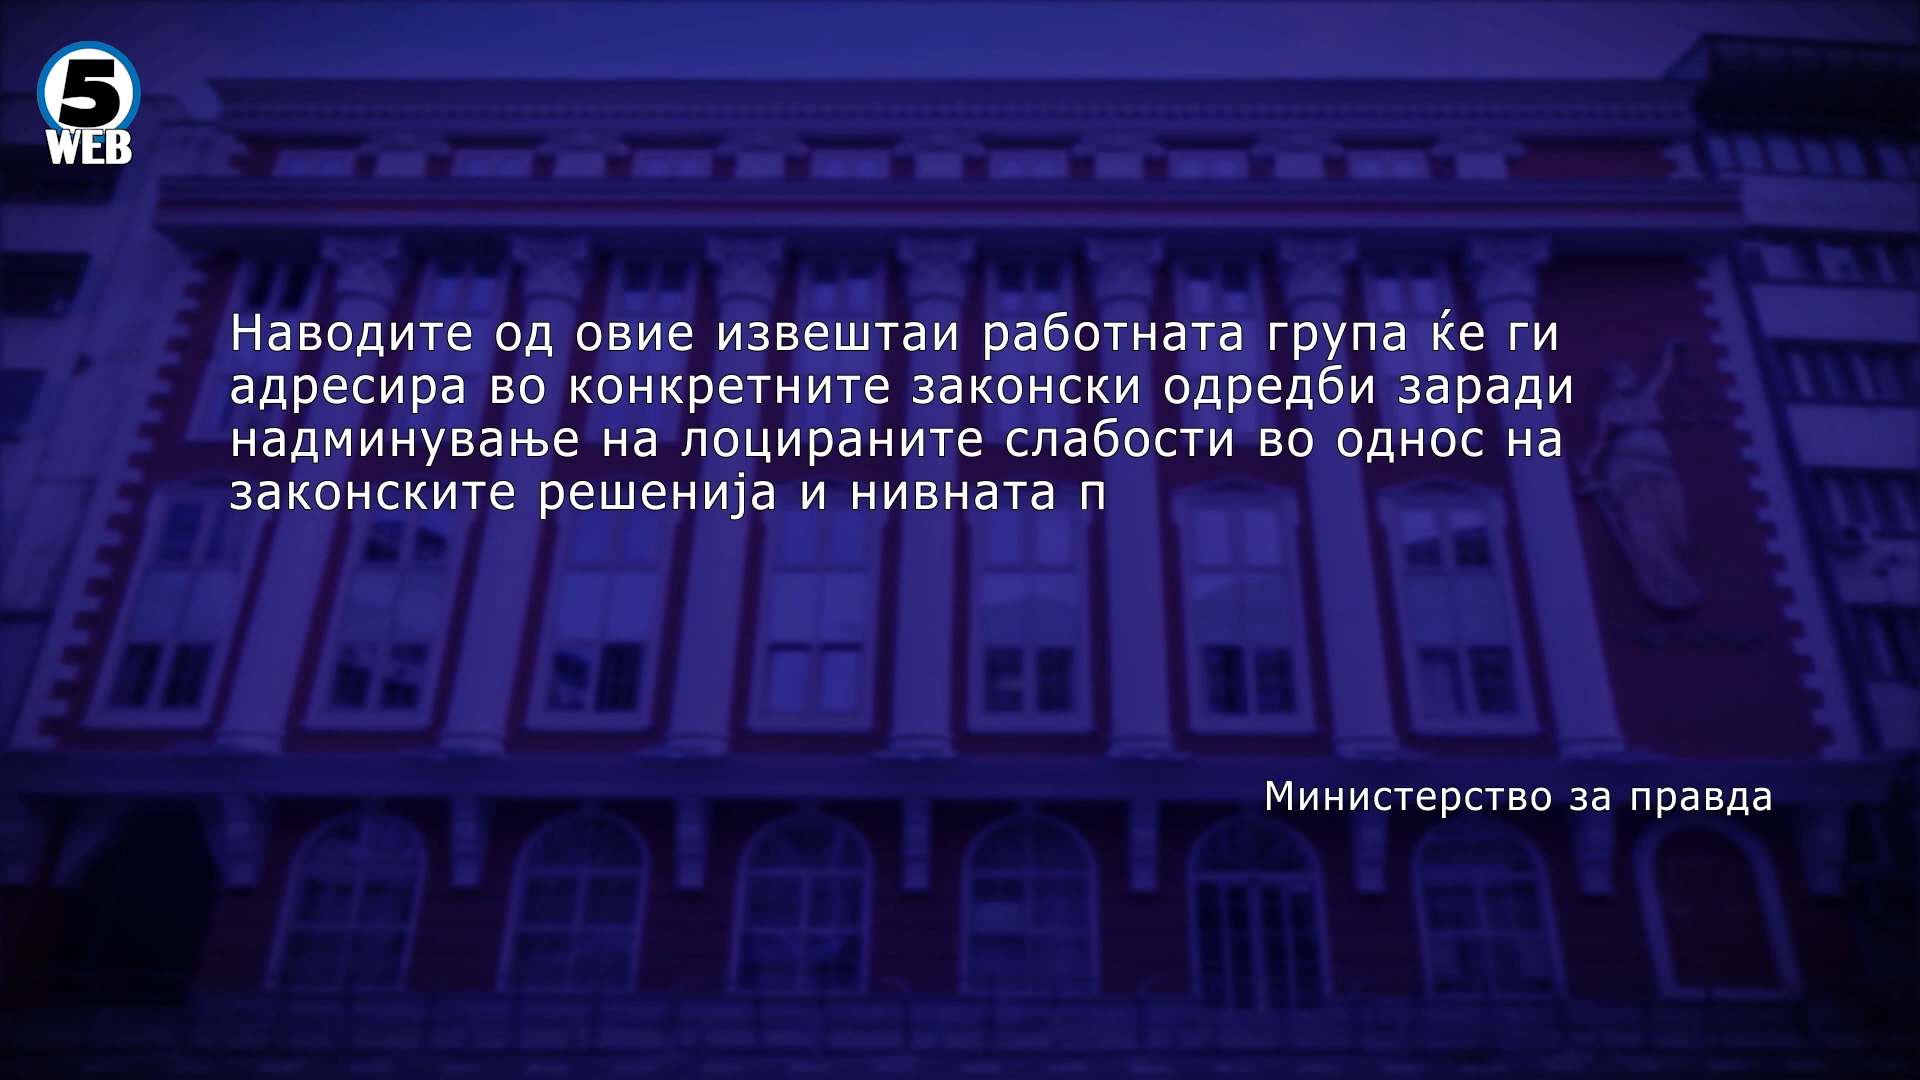 5
WEB
Наводите од овие извештаи работната група ќе ги
адресира во конкретните законски одредби заради
надминување на лоцираните слабости во однос на
законските решенија и нивната п
Министерство за правда